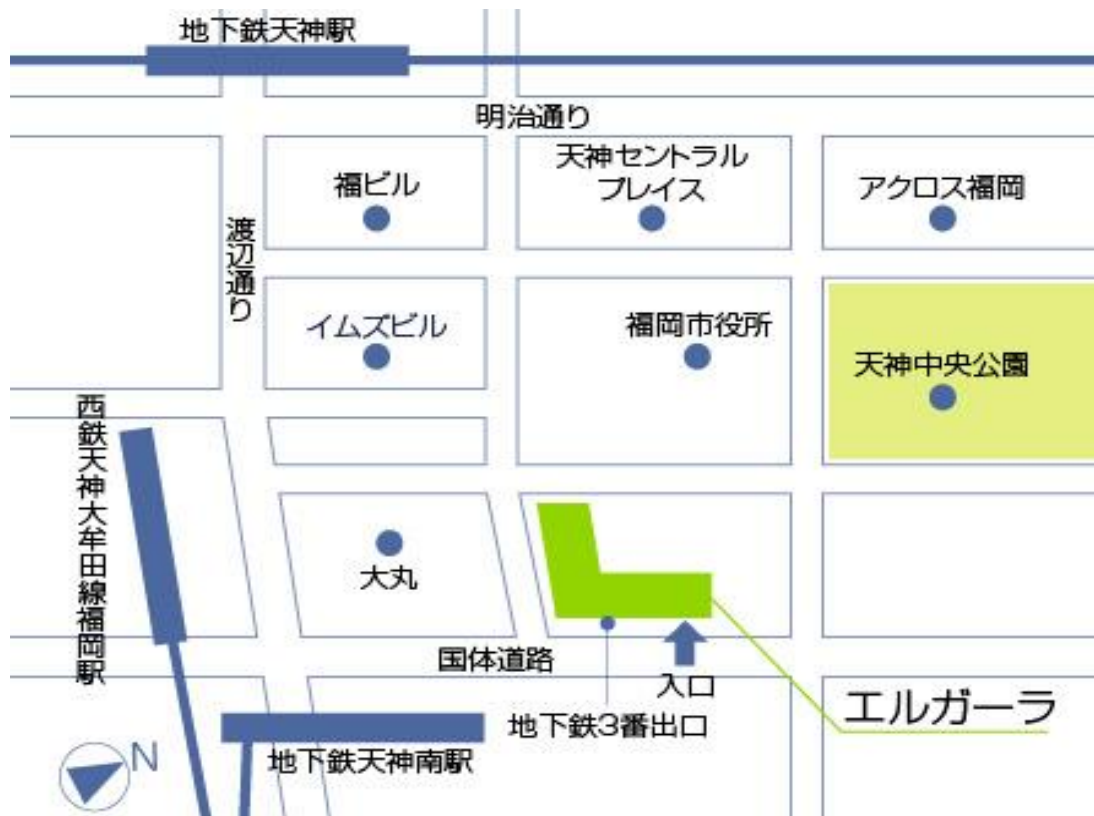 地下鉄天神駅
明治通り
福ビル
天神セントラル
プレイス
アクロス福岡
渡辺通り
イムズビル
福岡市役所
天神中央公園
西鉄天神大牟田線福岡駅
大丸
国体道路
入口
エルガーラ
地下鉄3番出口
地下鉄天神南駅
N